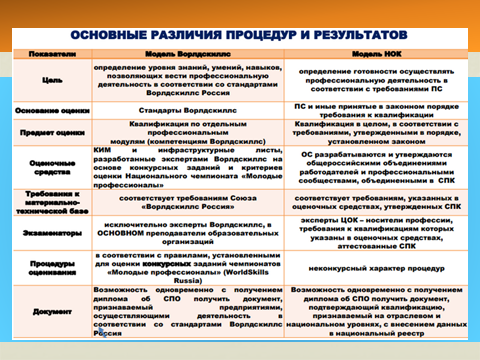 ОСНОВНЫЕ РАЗЛИЧИЯ ПРОЦЕДУР И РЕЗУЛЬТАТОВ
Показатели
Модель Ворлдскиллс
Модель НОК
Цель
определение уровня знаний, умений, навыков,
позволяющих вести профессиональную
деятельность в соответствии со стандартами
Ворлдскиллс Россия
определение готовности осуществлять
профессиональную деятельность в
соответствии с требованиями ПС
Основание оценки
Стандарты Ворлдскиллс
ПС и иные принятые в законном порядке
требования к квалификации
Предмет оценки
Квалификация по отдельным
профессиональным
модулям (компетенциям Ворлдскиллс)
Квалификация в целом, в соответствии с
требованиями, утвержденными в порядке,
установленном законом
Оценочные
средства
КИМ и инфраструктурные листы,
разработанные экспертами Ворлдскиллс на
основе конкурсных заданий и критериев
оценки Национального чемпионата «Молодые
профессионалы»
ОС разрабатываются и утверждаются
общероссийскими объединениями
работодателей и профессиональными
сообществами, объединенными в  СПК
Требования к
материально-
технической базе
соответствует требованиям Союза
«Ворлдскиллс Россия»
соответствует требованиям, указанных в
оценочных средствах, утвержденных СПК
Экзаменаторы
исключительно эксперты Ворлдскиллс, в
ОСНОВНОМ преподаватели образовательных
организаций
эксперты ЦОК – носители профессии,
требования к квалификациям которых
указаны в оценочных средствах,
аттестованные СПК
Процедуры
оценивания
в соответствии с правилами, установленными
для оценки конкурсных заданий чемпионатов
«Молодые профессионалы» (WorldSkills
Russia)
неконкурсный характер процедур
Документ
Возможность одновременно с получением
диплома об СПО получить документ,
признаваемый предприятиями,
осуществляющими деятельность в
соответствии со стандартами Ворлдскиллс
Россия
Возможность одновременно с получением
диплома об СПО получить документ,
подтверждающий квалификацию,
признаваемый на отраслевом и
национальном уровнях, с внесением данных
в национальный реестр